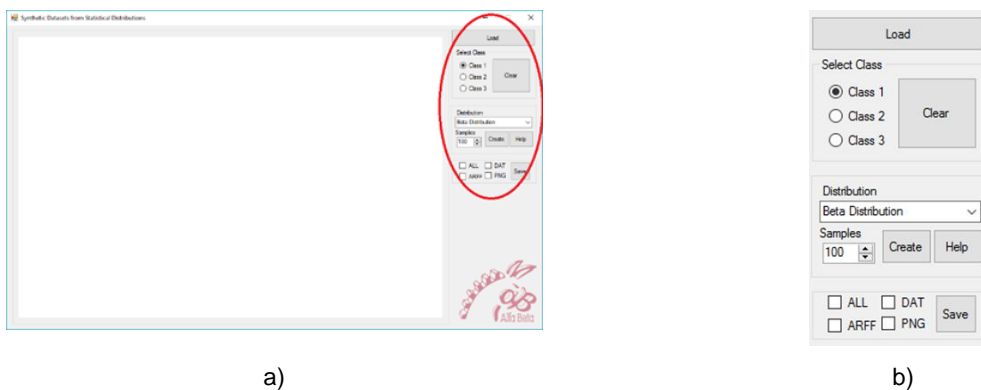 Synthetic Datasets from Statistical Distributions
Load
Select Class
Class 1
Class 2
Class 3
Clear
Distribution
Beta Distribution
Samples
100
Create
Help
ALL
DAT
ARFF
PNG
Save
Alfa Beta
a)
Load
Select Class
Class 1
Class 2
Class 3
Clear
Distribution
Beta Distribution
Samples
100
Create
Help
ALL
DAT
ARFF
PNG
Save
b)